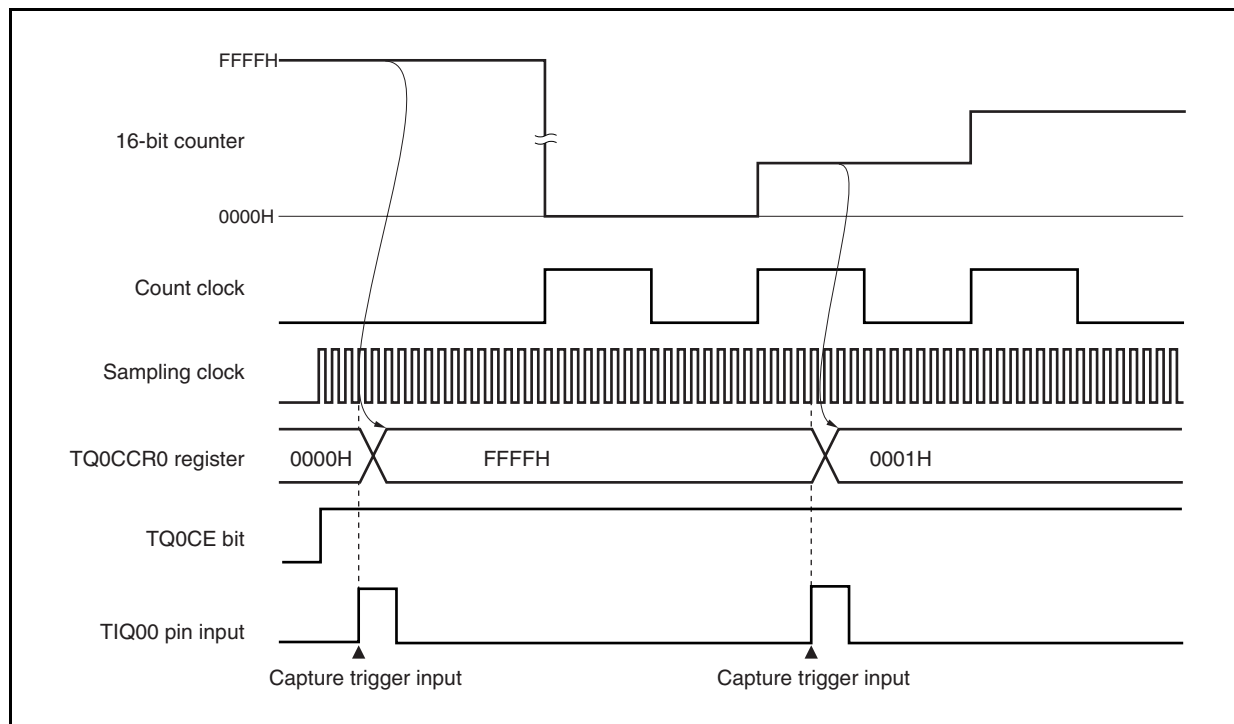 FFFFH
16-bit counter
0000H
Count clock
Sampling clock
TQ0CCR0 register
0000H
FFFFH
0001H
TQ0CE bit
TIQ00 pin input
Capture trigger input
Capture trigger input